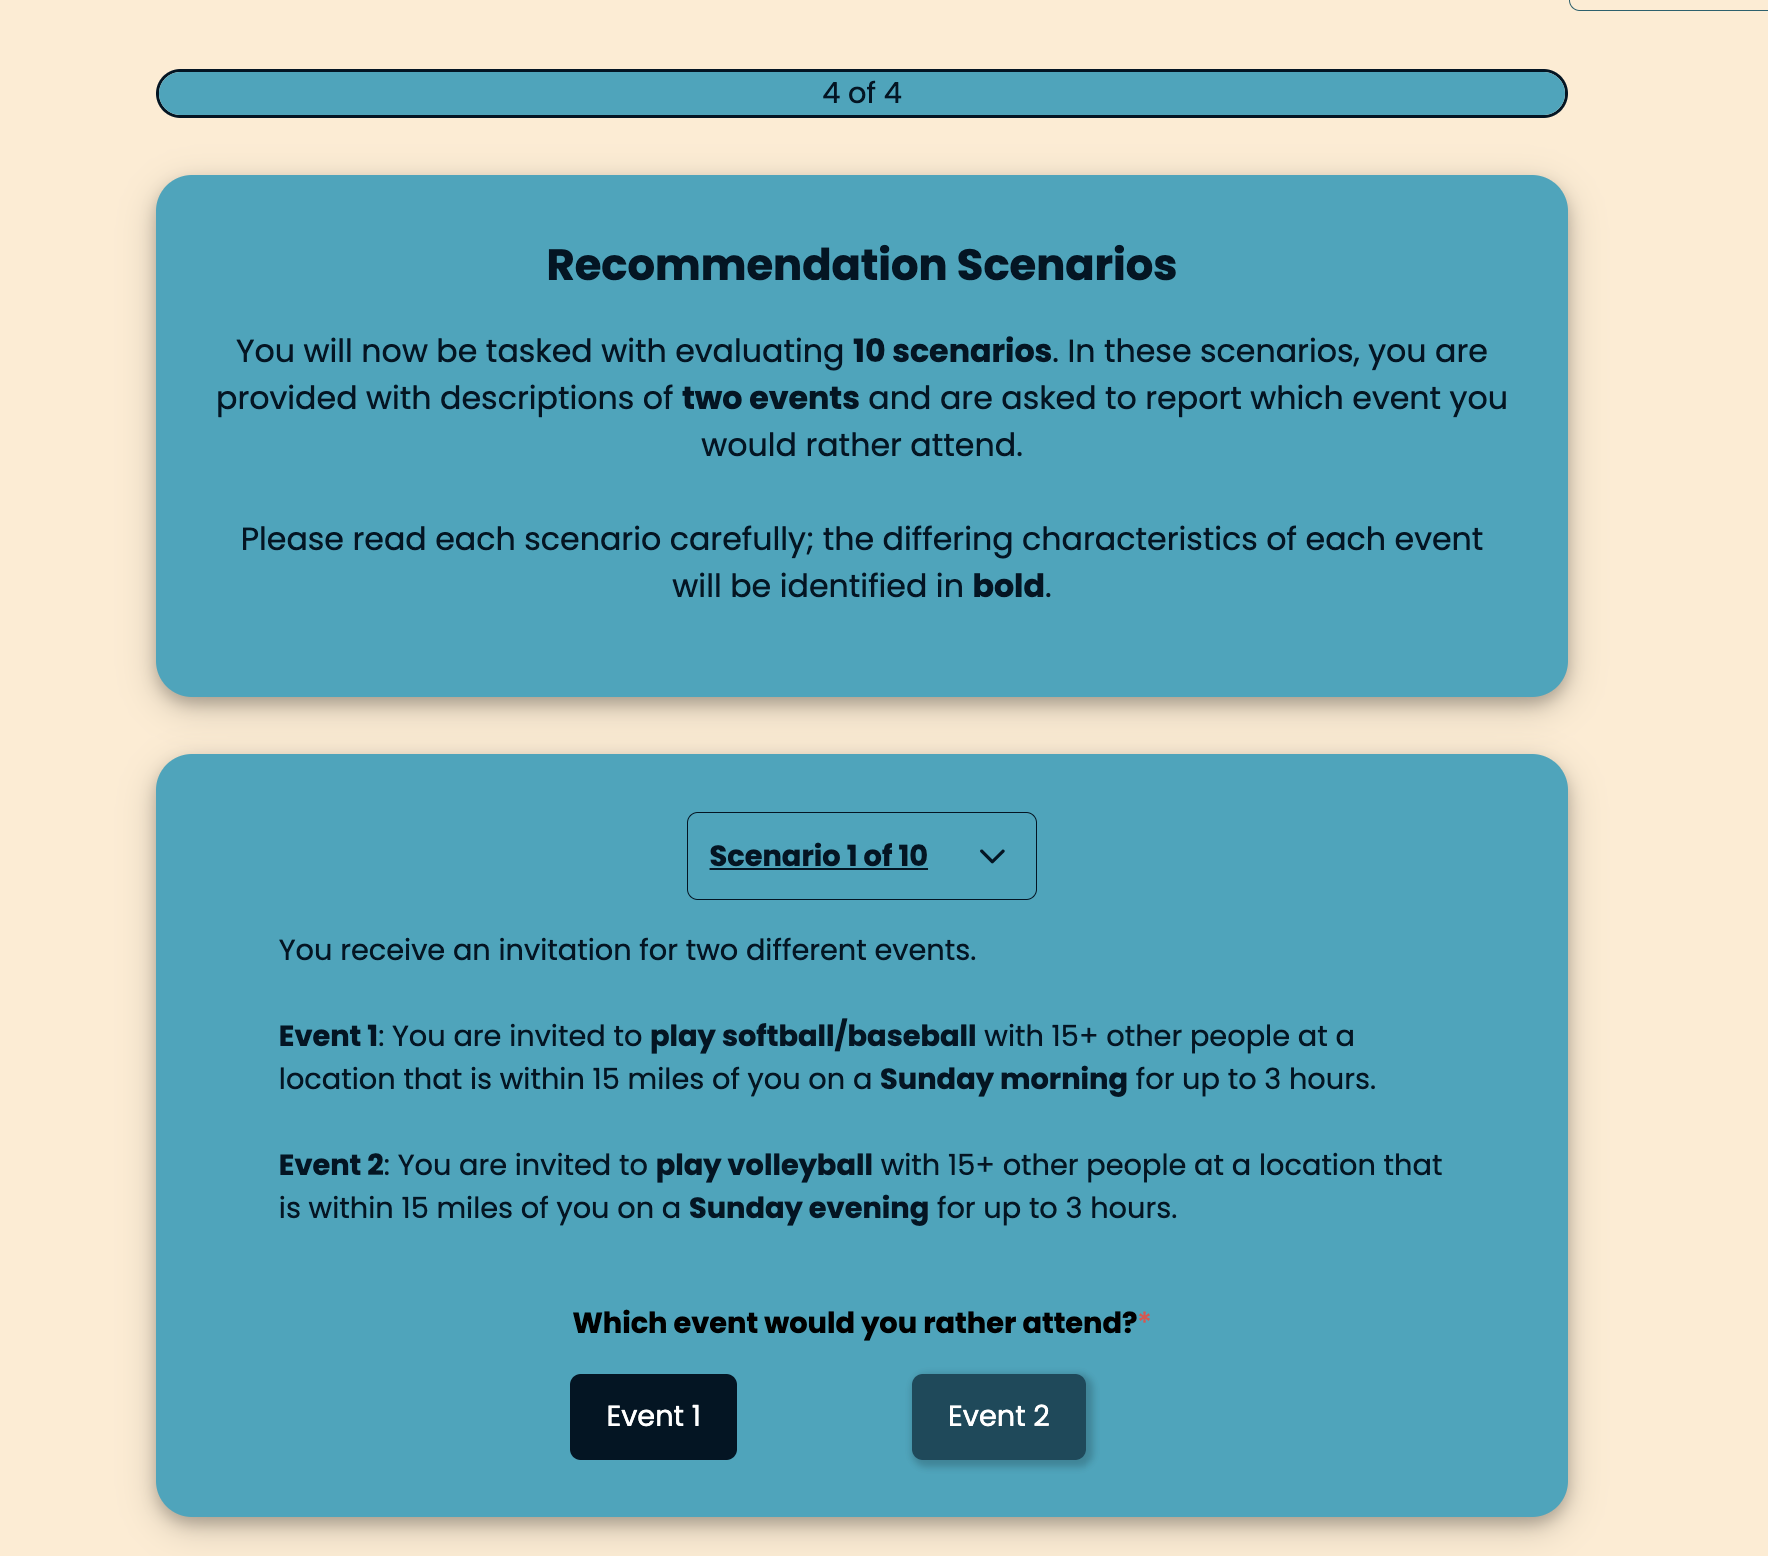 4 of 4
Recommendation Scenarios
You will now be tasked with evaluating 10 scenarios. In these scenarios, you are
provided with descriptions of two events and are asked to report which event you
would rather attend.
Please read each scenario carefully; the differing characteristics of each event
will be identified in bold.
Scenario 1 of 10
You receive an invitation for two different events.
Event 1: You are invited to play softball/baseball with 15+ other people at a
location that is within 15 miles of you on a Sunday morning for up to 3 hours.
Event 2: You are invited to play volleyball with 15+ other people at a location that
is within 15 miles of you on a Sunday evening for up to 3 hours.
Which event would you rather attend?*
Event 1
Event 2